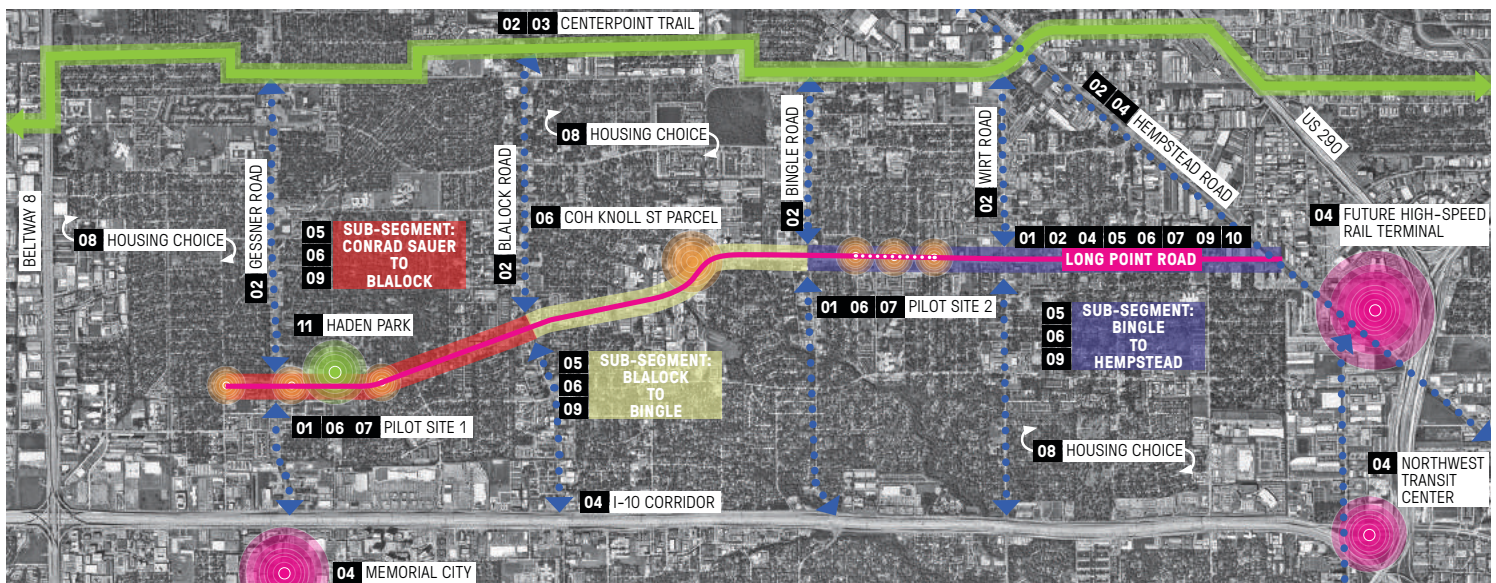 02 03 CENTERPOINT TRAIL
02 04 HEMPSTEAD ROAD
US 290
08 HOUSING CHOICE
BELTWAY 8
02 GESSNER ROAD
02 BLALOCK ROAD
02 BINGLE ROAD
02 WIRT ROAD
08 HOUSING CHOICE
05
06
09
SUB-SEGMENT:
CONRAD SAUER
TO
BLALOCK
06 COH KNOLL ST PARCEL
01 02 04 05 06 07 09 10
LONG POINT ROAD
04 FUTURE HIGH-SPEED
RAIL TERMINAL
11 HADEN PARK
01 06 07 PILOT SITE 2
05
06
09
SUB-SEGMENT:
BINGLE
TO
HEMPSTEAD
05
06
09
SUB-SEGMENT:
BLALOCK
TO
BINGLE
01 06 07 PILOT SITE 1
08 HOUSING CHOICE
04 NORTHWEST
TRANSIT
CENTER
04 I-10 CORRIDOR
04 MEMORIAL CITY